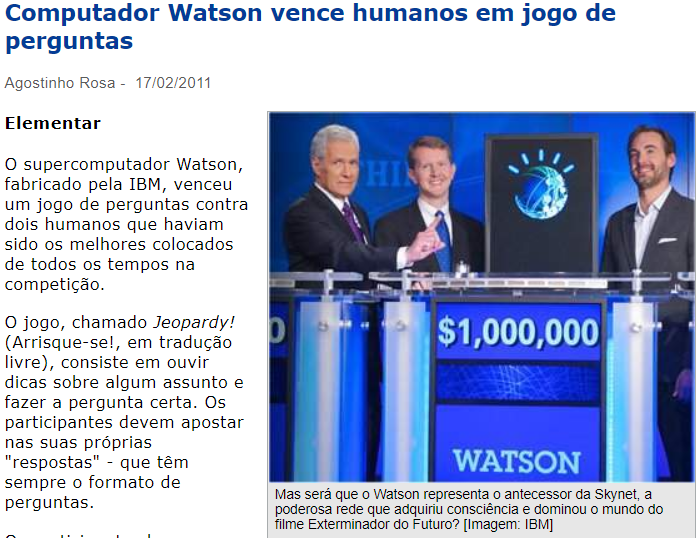 Computador Watson vence humanos em jogo de
perguntas
Agostinho Rosa - 17/02/2011
Elementar
O supercomputador Watson,
fabricado pela IBM, venceu
um jogo de perguntas contra
dois humanos que haviam
sido os melhores colocados
de todos os tempos na
competição.
O jogo, chamado Jeopardy!
(Arrisque-se!, em tradução
livre), consiste em ouvir
dicas sobre algum assunto e
fazer a pergunta certa. Os
participantes devem apostar
nas suas próprias
"respostas" - que têm
sempre o formato de
perguntas.
$1,000,000
WATSON
Mas será que o Watson representa o antecessor da Skynet, a
poderosa rede que adquiriu consciência e dominou o mundo do
filme Exterminador do Futuro? [Imagem: IBM]